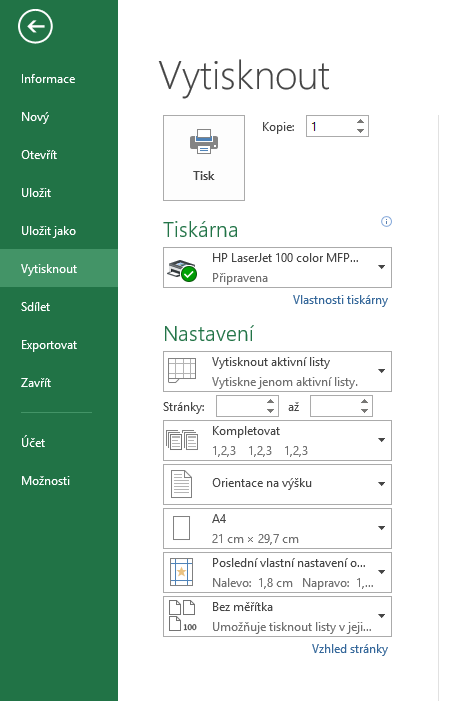 Informace
Nový
Otevřít
Uložit
Uložit jako
Vytisknout
Sdílet
Exportovat
Zavřít
Účet
Možnosti
Vytisknout
Tisk
Kopie: 1
Tiskárna
HP LaserJet 100 color MFP...
Připravena
Vlastnosti tiskárny
Nastavení
Vytisknout aktivní listy
Vytiskne jenom aktivní listy.
Stránky: až
Kompletovat
1,2,3 1,2,3 1,2,3
Orientace na výšku
A4
21 cm × 29,7 cm
Poslední vlastní nastavení o...
Nalevo: 1,8 cm Napravo: 1,...
Bez měřítka
100 Umožňuje tisknout listy v jeji...
Vzhled stránky